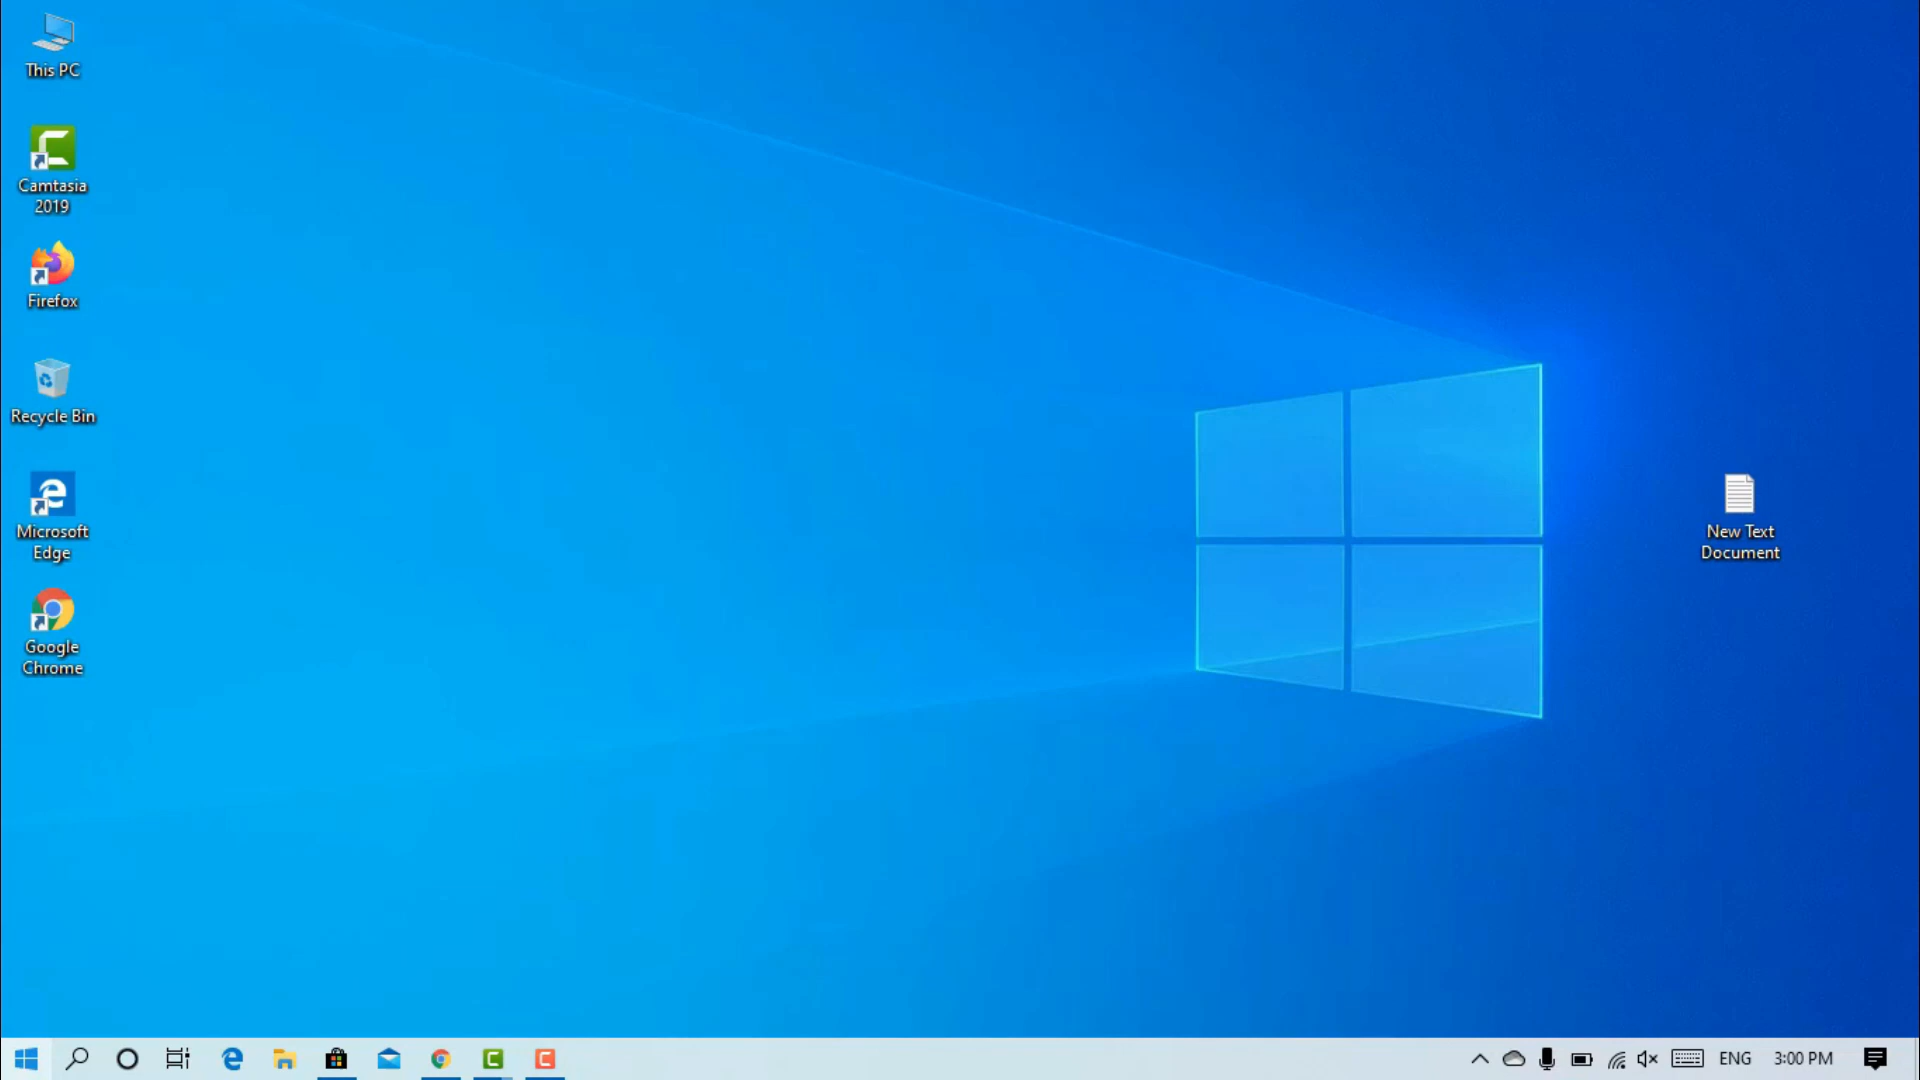 This PC
Camtasia
2019
Firefox
Recycle Bin
Microsoft
Edge
Google
Chrome
New Text
Document
ENG
3:00 PM